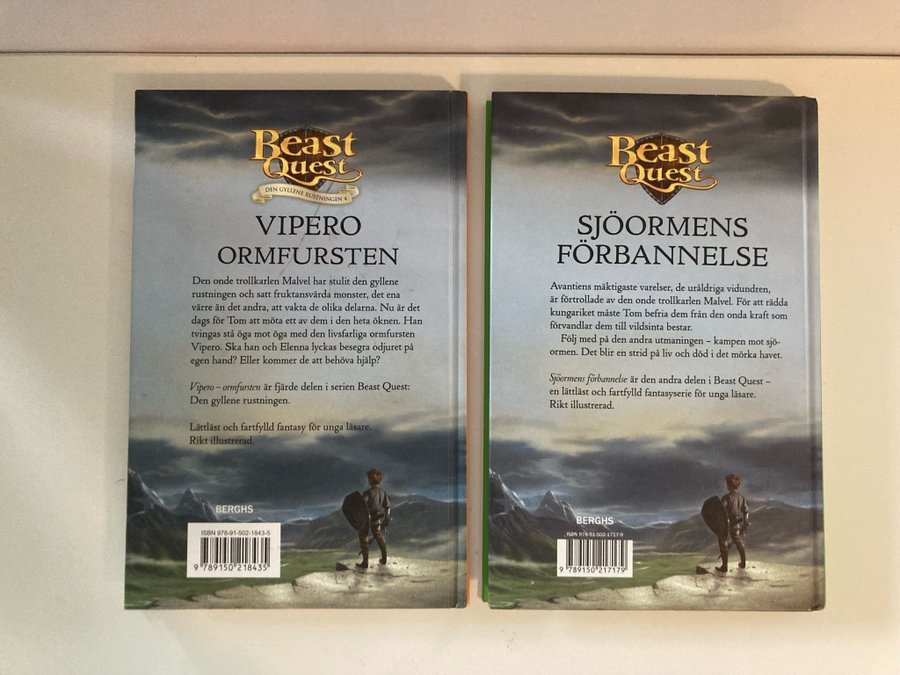 Beast
Quest
DEN GYLLENE RUSTNINGEN 4
VIPERO
ORMFURSTEN
Den onde trollkarlen Malvel har stulit den gyllene
rustningen och satt fruktansvärda monster, det ena
värre än det andra, att vakta de olika delarna. Nu är det
dags för Tom att möta ett av dem i den heta öknen. Han
tvingas stå öga mot öga med den livsfarliga ormfursten
Vipero. Ska han och Elenna lyckas besegra odjuret på
egen hand? Eller kommer de att behöva hjälp?
Vipero – ormfursten är fjärde delen i serien Beast Quest:
Den gyllene rustningen.
Lättläst och fartfylld fantasy för unga läsare.
Rikt illustrerad.
BERGHS
ISBN 978-91-502-1843-5
9 789150 218435
Beast
Quest
SJÖORMENS
FÖRBANNELSE
Avantiens mäktigaste varelser, de uråldriga vidundren,
är förtrollade av den onde trollkarlen Malvel. För att rädda
kungariket måste Tom befria dem från den onda kraft som
förvandlar dem till vildsinta bestar.
Följ med på den andra utmaningen – kampen mot sjö-
ormen. Det blir en strid på liv och död i det mörka havet.
Sjöormens förbannelse är den andra delen i Beast Quest –
en lättläst och fartfylld fantasyserie för unga läsare.
Rikt illustrerad.
BERGHS
ISBN 978-91-502-1717-9
9 789150 217179